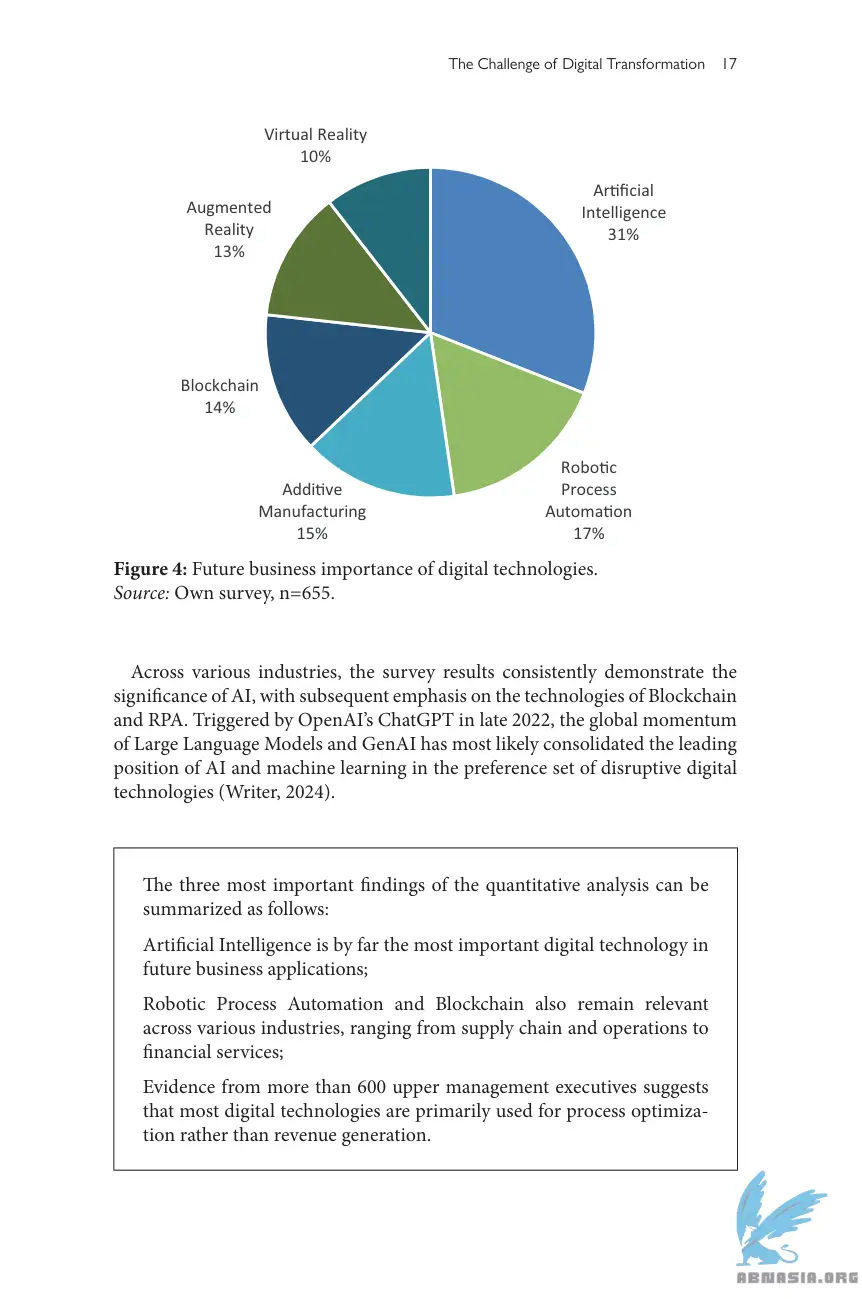 The Challenge of Digital Transformation 17
Virtual Reality
10%
Artificial
Intelligence
31%
Augmented
Reality
13%
Blockchain
14%
Additive
Manufacturing
15%
Robotic
Process
Automation
17%
Figure 4: Future business importance of digital technologies.
Source: Own survey, n=655.
Across various industries, the survey results consistently demonstrate the
significance of AI, with subsequent emphasis on the technologies of Blockchain
and RPA. Triggered by OpenAI’s ChatGPT in late 2022, the global momentum
of Large Language Models and GenAI has most likely consolidated the leading
position of AI and machine learning in the preference set of disruptive digital
technologies (Writer, 2024).
The three most important findings of the quantitative analysis can be
summarized as follows:
Artificial Intelligence is by far the most important digital technology in
future business applications;
Robotic Process Automation and Blockchain also remain relevant
across various industries, ranging from supply chain and operations to
financial services;
Evidence from more than 600 upper management executives suggests
that most digital technologies are primarily used for process optimiza-
tion rather than revenue generation.
ABNASIA.ORG